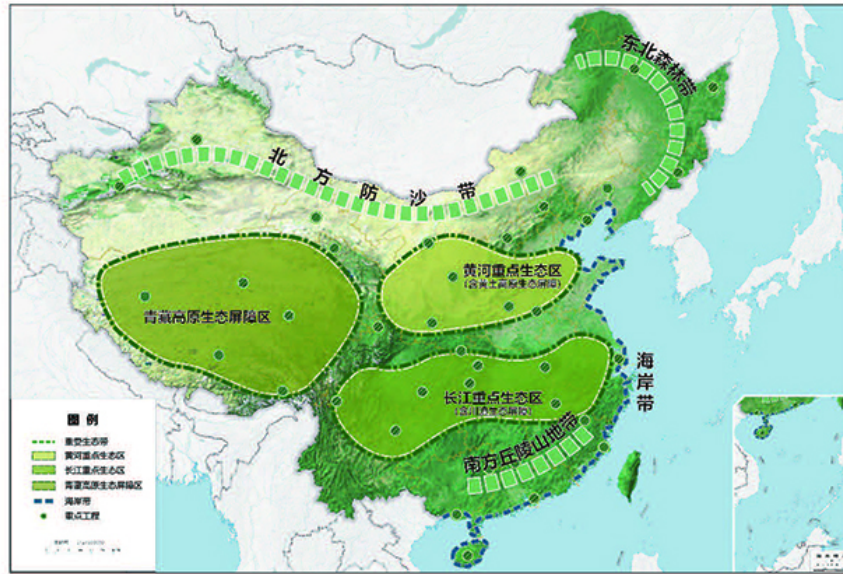 东北森林带
北方防沙带
黄河重点生态区
(含黄土高原生态屏障)
青藏高原生态屏障区
海岸带
长江重点生态区
(含川滇生态屏障)
南方丘陵山地带
图例
重要生态带
黄河重点生态区
长江重点生态区
青藏高原生态屏障区
海岸带
重点工程